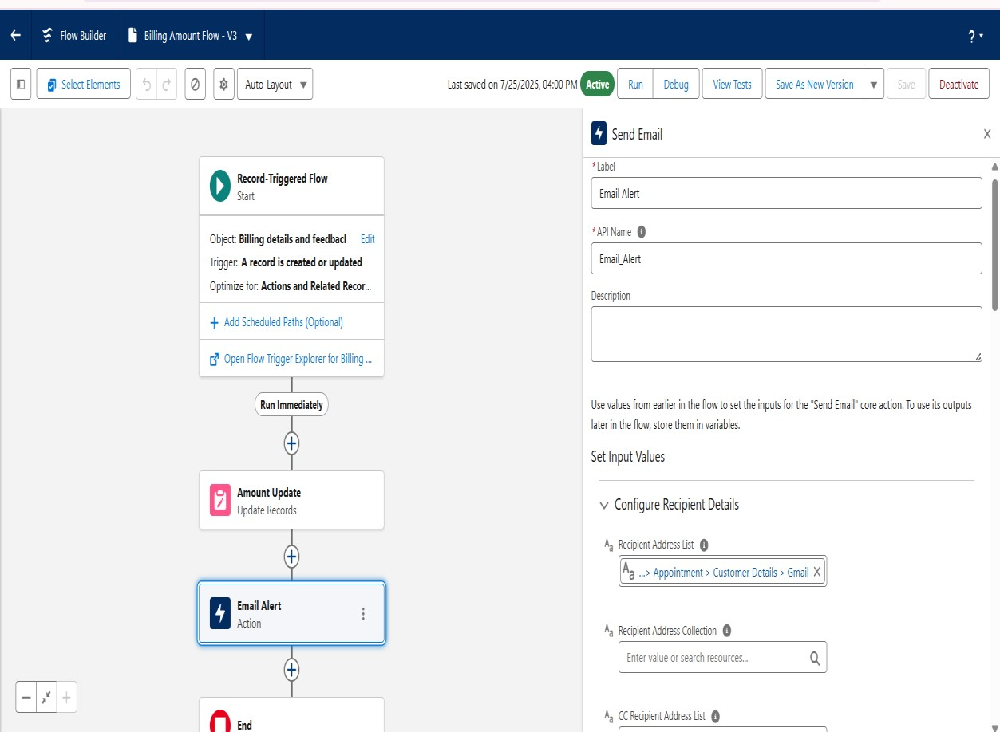 Flow Builder
Billing Amount Flow - V3
?
Select Elements
Auto-Layout
Last saved on 7/25/2025, 04:00 PM
Active
Run
Debug
View Tests
Save As New Version
Save
Deactivate
Record-Triggered Flow
Start
Object: Billing details and feedback
Edit
Trigger: A record is created or updated
Optimize for: Actions and Related Recor...
Add Scheduled Paths (Optional)
Open Flow Trigger Explorer for Billing ...
Run Immediately
Amount Update
Update Records
Email Alert
Action
End
Send Email
X
*Label
Email Alert
*API Name
Email_Alert
Description
Use values from earlier in the flow to set the inputs for the "Send Email" core action. To use its outputs
later in the flow, store them in variables.
Set Input Values
Configure Recipient Details
Aa Recipient Address List
Aa ...> Appointment > Customer Details > Gmail X
Aa Recipient Address Collection
Enter value or search resources...
Aa CC Recipient Address List